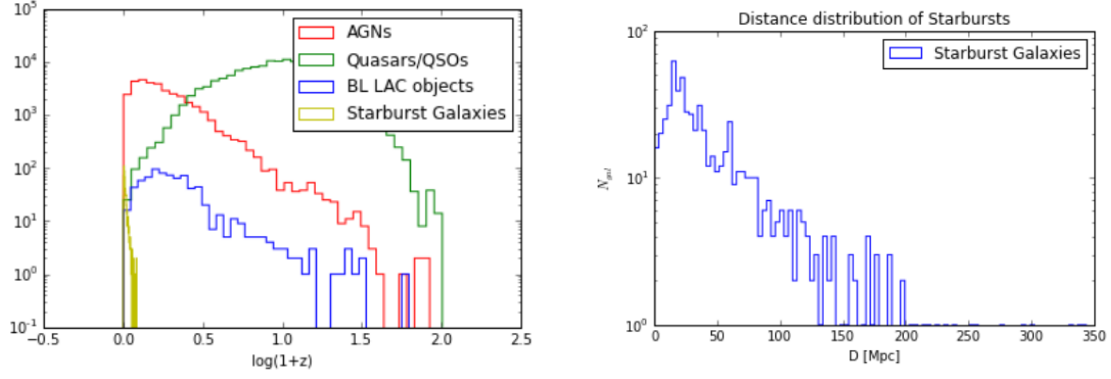 10^5
10^4
10^3
10^2
10^1
10^0
10^-1
AGNs
Quasars/QSOs
BL LAC objects
Starburst Galaxies
−0.5 0.0 0.5 1.0 1.5 2.0 2.5
log(1+z)
Distance distribution of Starbursts
10^2
10^1
10^0
N_gal
Starburst Galaxies
0 50 100 150 200 250 300 350
D [Mpc]